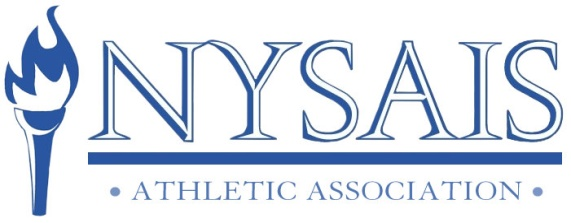 NYSAIS
• ATHLETIC ASSOCIATION •